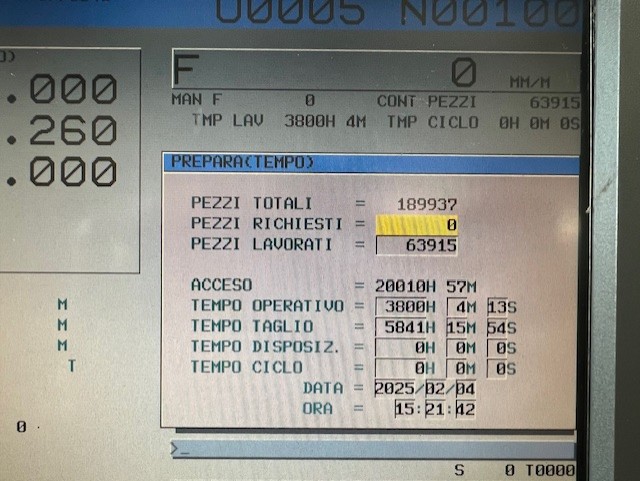 O0005 N00100
.000
.260
.000
F 0 MM/M
MAN F 0 CONT PEZZI 63915
TMP LAV 3800H 4M TMP CICLO 0H 0M 0S
PREPARA(TEMPO)
PEZZI TOTALI = 189937
PEZZI RICHIESTI = 0
PEZZI LAVORATI = 63915
ACCESO = 20010H 57M
TEMPO OPERATIVO = 3800H 4M 13S
TEMPO TAGLIO = 5841H 15M 54S
TEMPO DISPOSIZ. = 0H 0M 0S
TEMPO CICLO = 0H 0M 0S
DATA = 2025/02/04
ORA = 15:21:42
M
M
M
T
0 .
>_
S 0 T0000